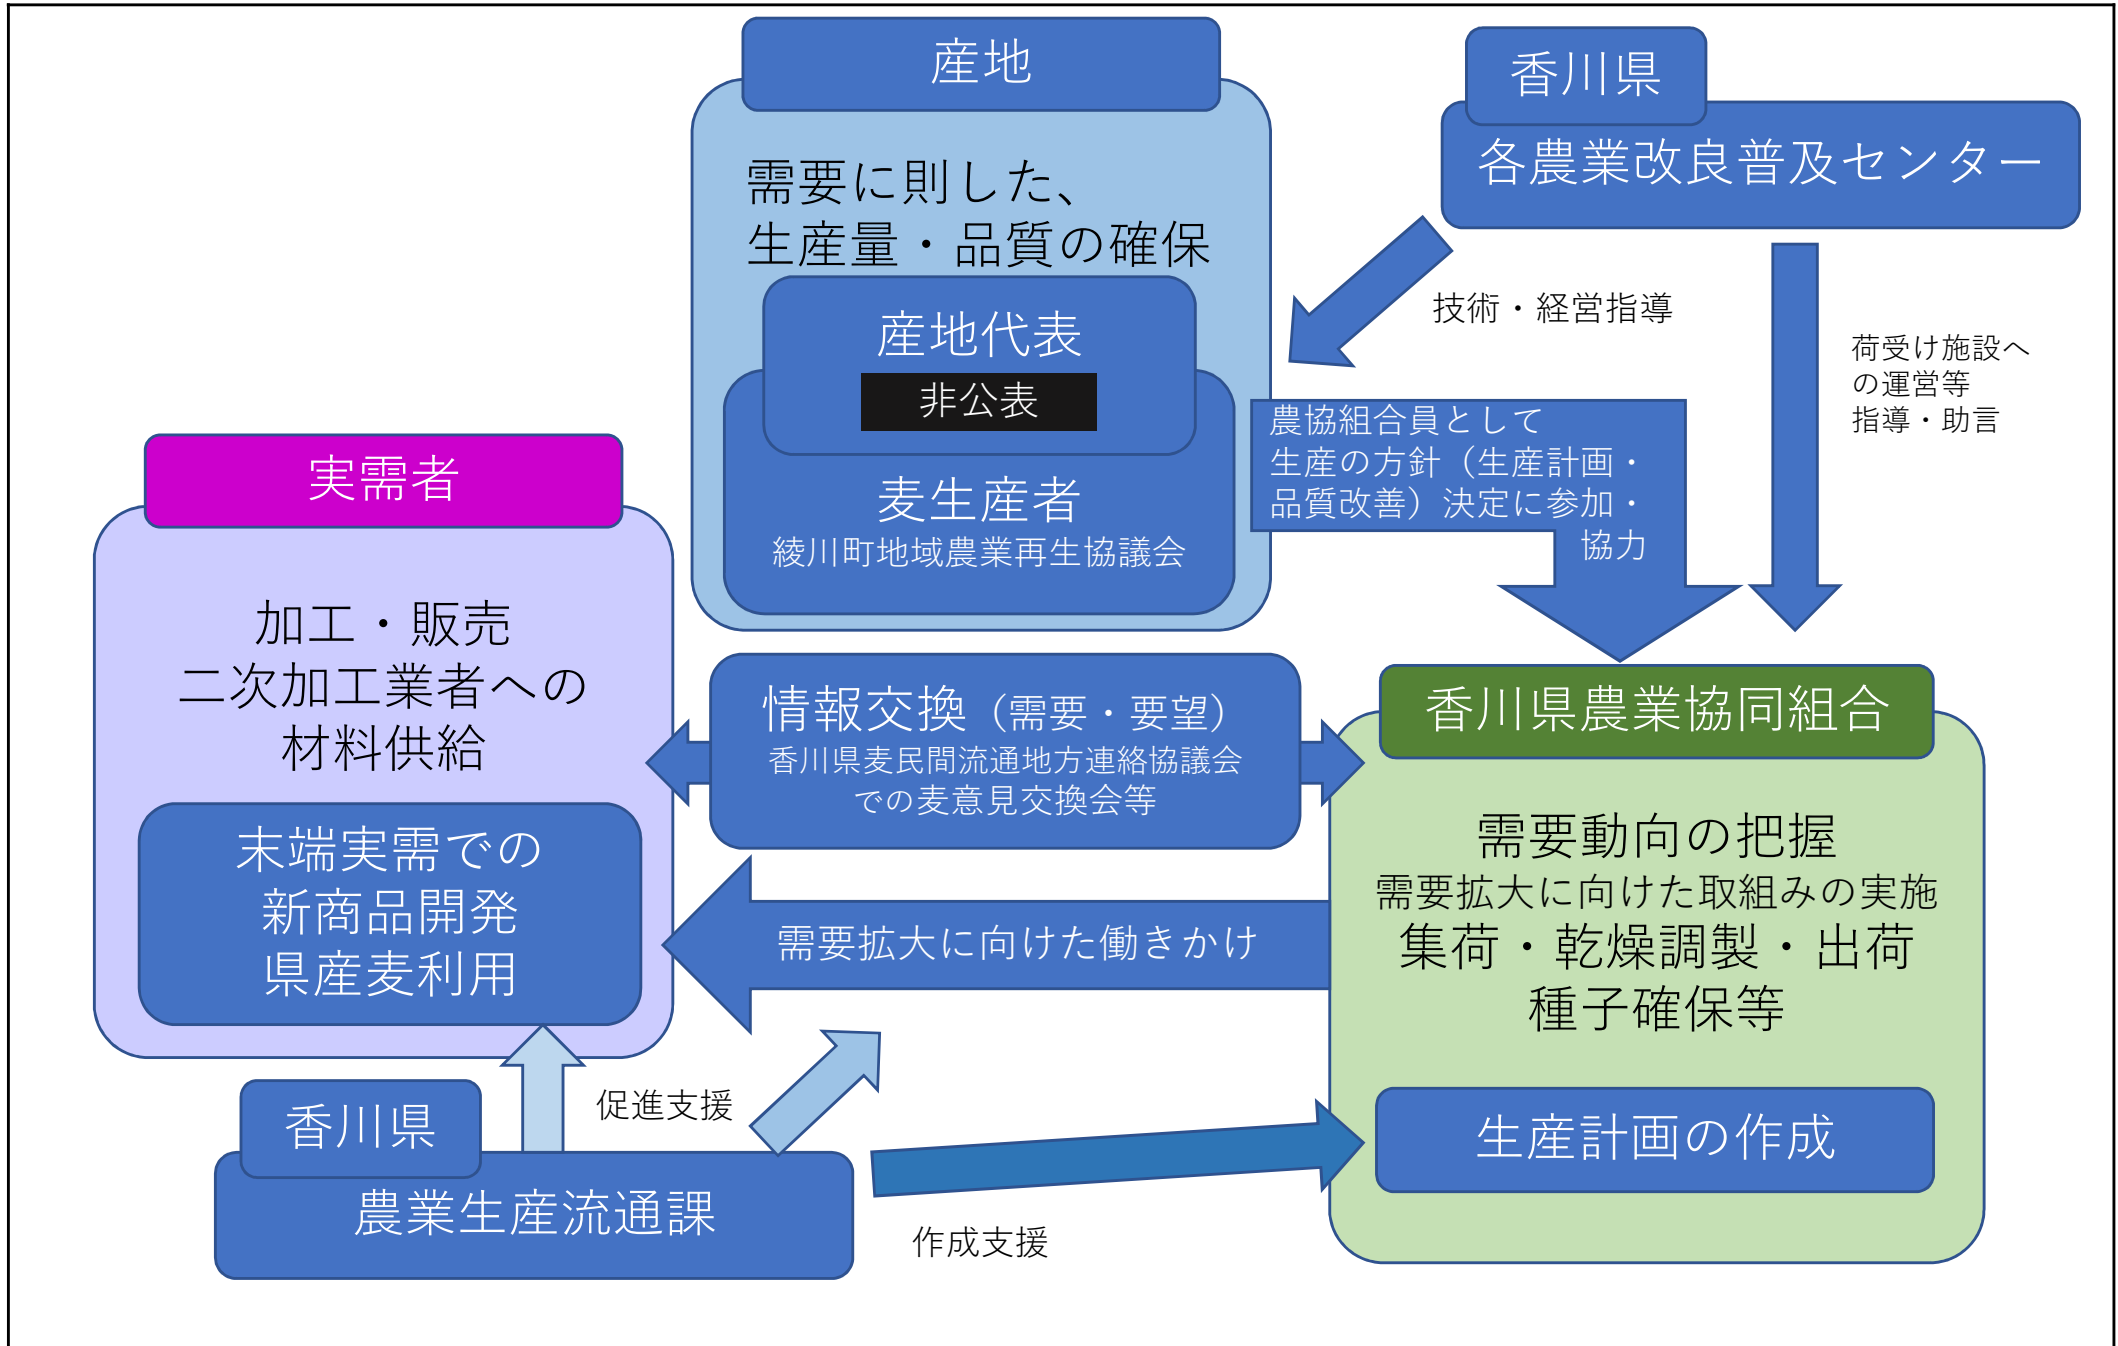 産地
需要に則した、
生産量・品質の確保
産地代表
非公表
麦生産者
綾川町地域農業再生協議会
香川県
各農業改良普及センター
技術・経営指導
荷受け施設へ
の運営等
指導・助言
農協組合員として
生産の方針（生産計画・
品質改善）決定に参加・
協力
実需者
加工・販売
二次加工業者への
材料供給
末端実需での
新商品開発
県産麦利用
情報交換（需要・要望）
香川県麦民間流通地方連絡協議会
での麦意見交換会等
需要拡大に向けた働きかけ
香川県農業協同組合
需要動向の把握
需要拡大に向けた取組みの実施
集荷・乾燥調製・出荷
種子確保等
生産計画の作成
促進支援
香川県
農業生産流通課
作成支援